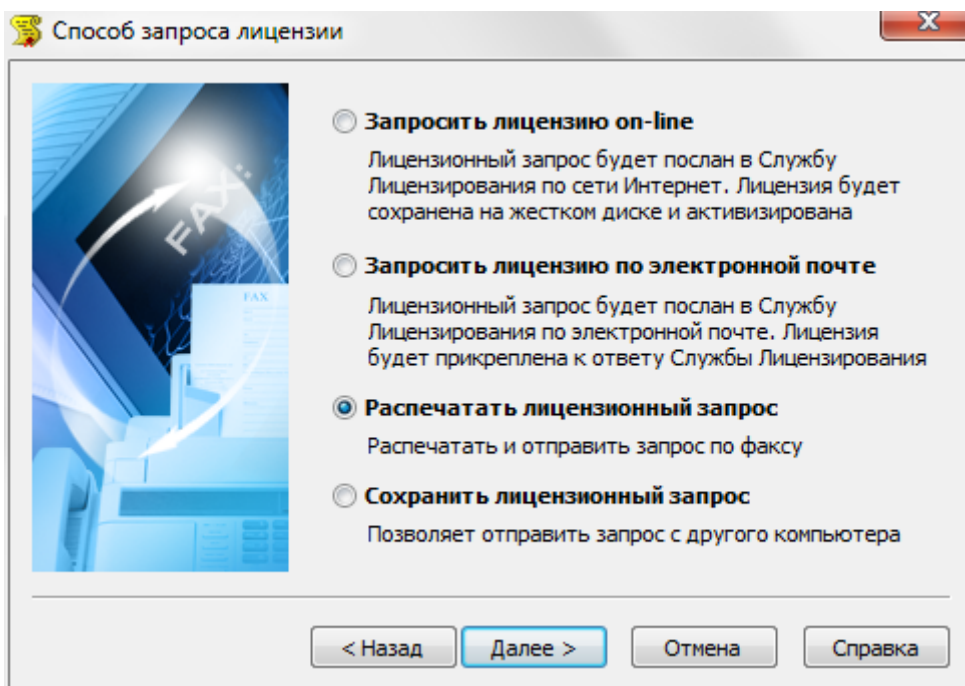 Способ запроса лицензии
Запросить лицензию on-line
Лицензионный запрос будет послан в Службу
Лицензирования по сети Интернет. Лицензия будет
сохранена на жестком диске и активизирована
FAX:
FAX
Запросить лицензию по электронной почте
Лицензионный запрос будет послан в Службу
Лицензирования по электронной почте. Лицензия
будет прикреплена к ответу Службы Лицензирования
Распечатать лицензионный запрос
Распечатать и отправить запрос по факсу
Сохранить лицензионный запрос
Позволяет отправить запрос с другого компьютера
< Назад Далее > Отмена Справка